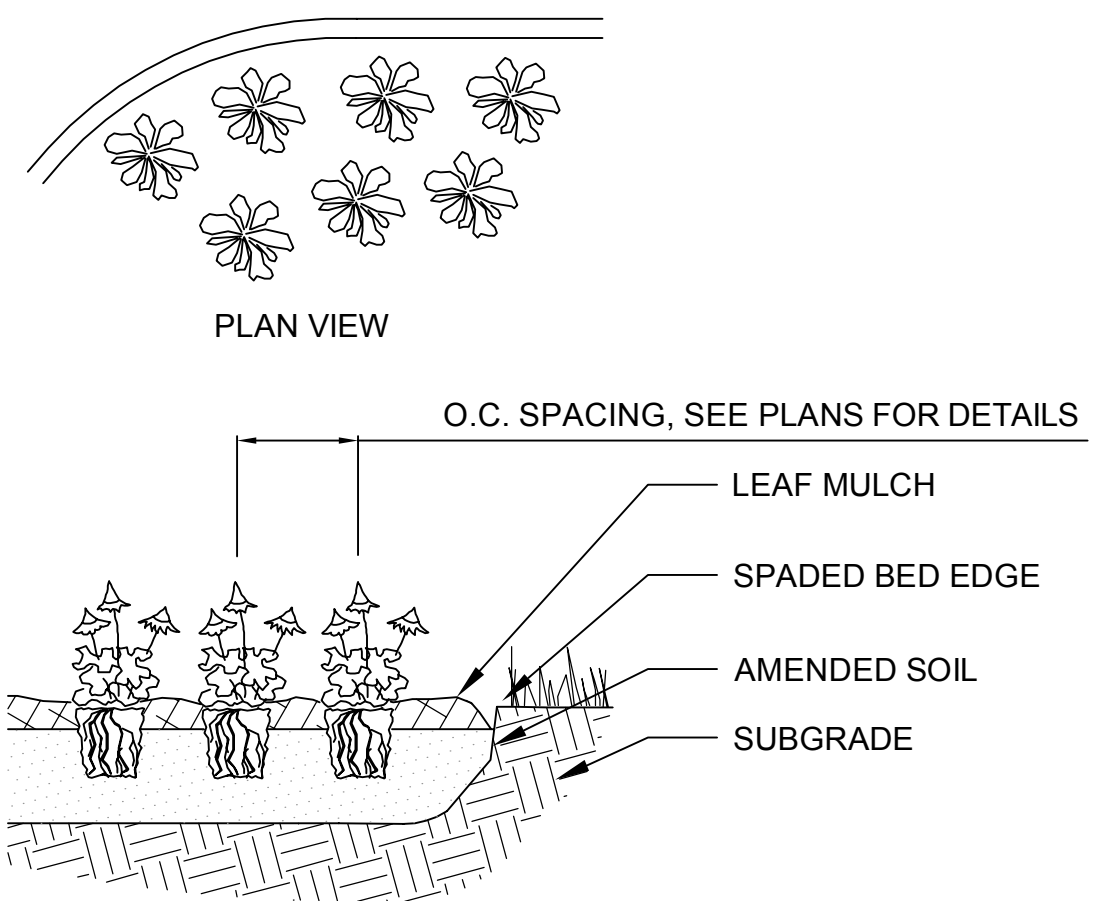 PLAN VIEW
O.C. SPACING, SEE PLANS FOR DETAILS
LEAF MULCH
SPADED BED EDGE
AMENDED SOIL
SUBGRADE